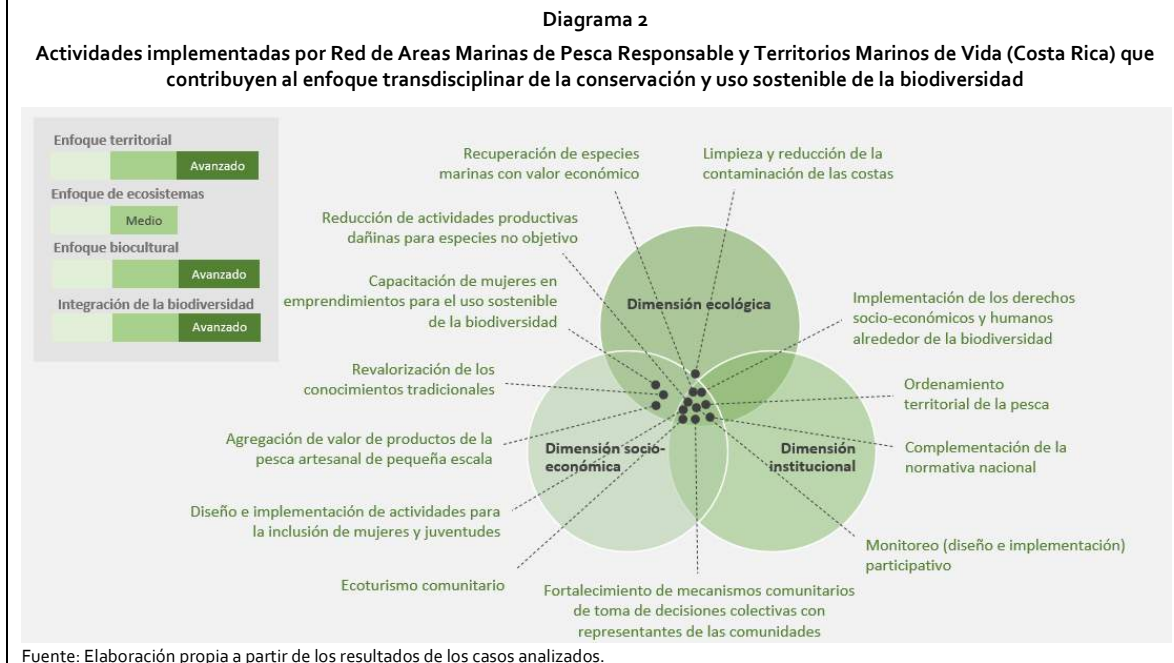 Diagrama 2
Actividades implementadas por Red de Areas Marinas de Pesca Responsable y Territorios Marinos de Vida (Costa Rica) que
contribuyen al enfoque transdisciplinar de la conservación y uso sostenible de la biodiversidad
Enfoque territorial
Avanzado
Enfoque de ecosistemas
Medio
Enfoque biocultural
Avanzado
Integración de la biodiversidad
Avanzado
Recuperación de especies
marinas con valor económico
Limpieza y reducción de la
contaminación de las costas
Reducción de actividades productivas
dañinas para especies no objetivo
Capacitación de mujeres en
emprendimientos para el uso sostenible
de la biodiversidad
Dimensión ecológica
Implementación de los derechos
socio-económicos y humanos
alrededor de la biodiversidad
Revalorización de los
conocimientos tradicionales
Ordenamiento
territorial de la pesca
Agregación de valor de productos de la
pesca artesanal de pequeña escala
Dimensión socio-
económica
Dimensión
institucional
Complementación de la
normativa nacional
Diseño e implementación de actividades para
la inclusión de mujeres y juventudes
Monitoreo (diseño e implementación)
participativo
Ecoturismo comunitario
Fortalecimiento de mecanismos comunitarios
de toma de decisiones colectivas con
representantes de las comunidades
Fuente: Elaboración propia a partir de los resultados de los casos analizados.